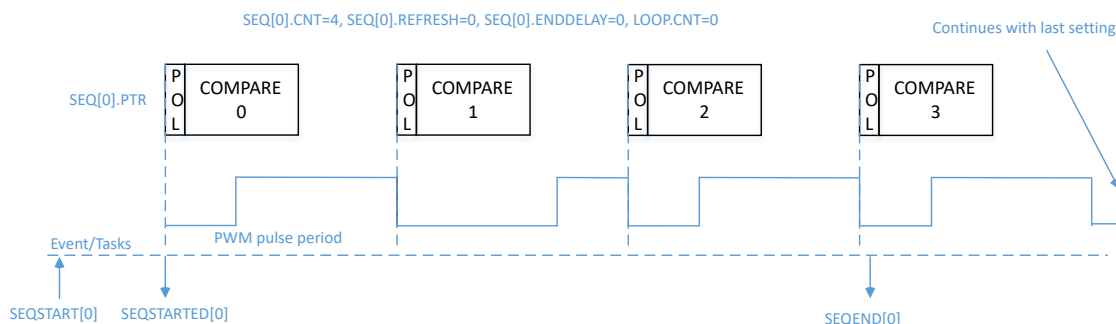 SEQ[0].CNT=4, SEQ[0].REFRESH=0, SEQ[0].ENDDELAY=0, LOOP.CNT=0
Continues with last setting
SEQ[0].PTR
P
O
L
COMPARE
0
P
O
L
COMPARE
1
P
O
L
COMPARE
2
P
O
L
COMPARE
3
Event/Tasks
PWM pulse period
SEQSTART[0]
SEQSTARTED[0]
SEQEND[0]